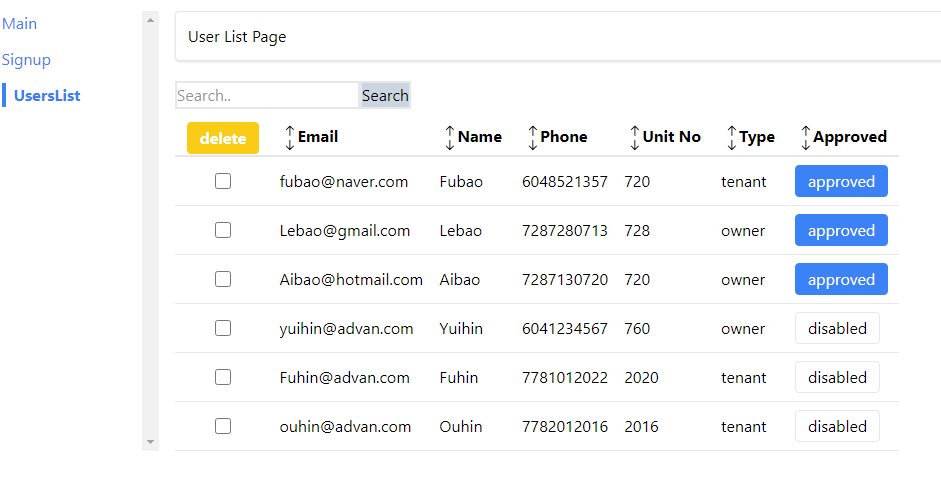 Main
Signup
UsersList
User List Page
Search.. Search
delete Email Name Phone Unit No Type Approved
fubao@naver.com Fubao 6048521357 720 tenant approved
Lebao@gmail.com Lebao 7287280713 728 owner approved
Aibao@hotmail.com Aibao 7287130720 720 owner approved
yuihin@advan.com Yuihin 6041234567 760 owner disabled
Fuhin@advan.com Fuhin 7781012022 2020 tenant disabled
ouhin@advan.com Ouhin 7782012016 2016 tenant disabled